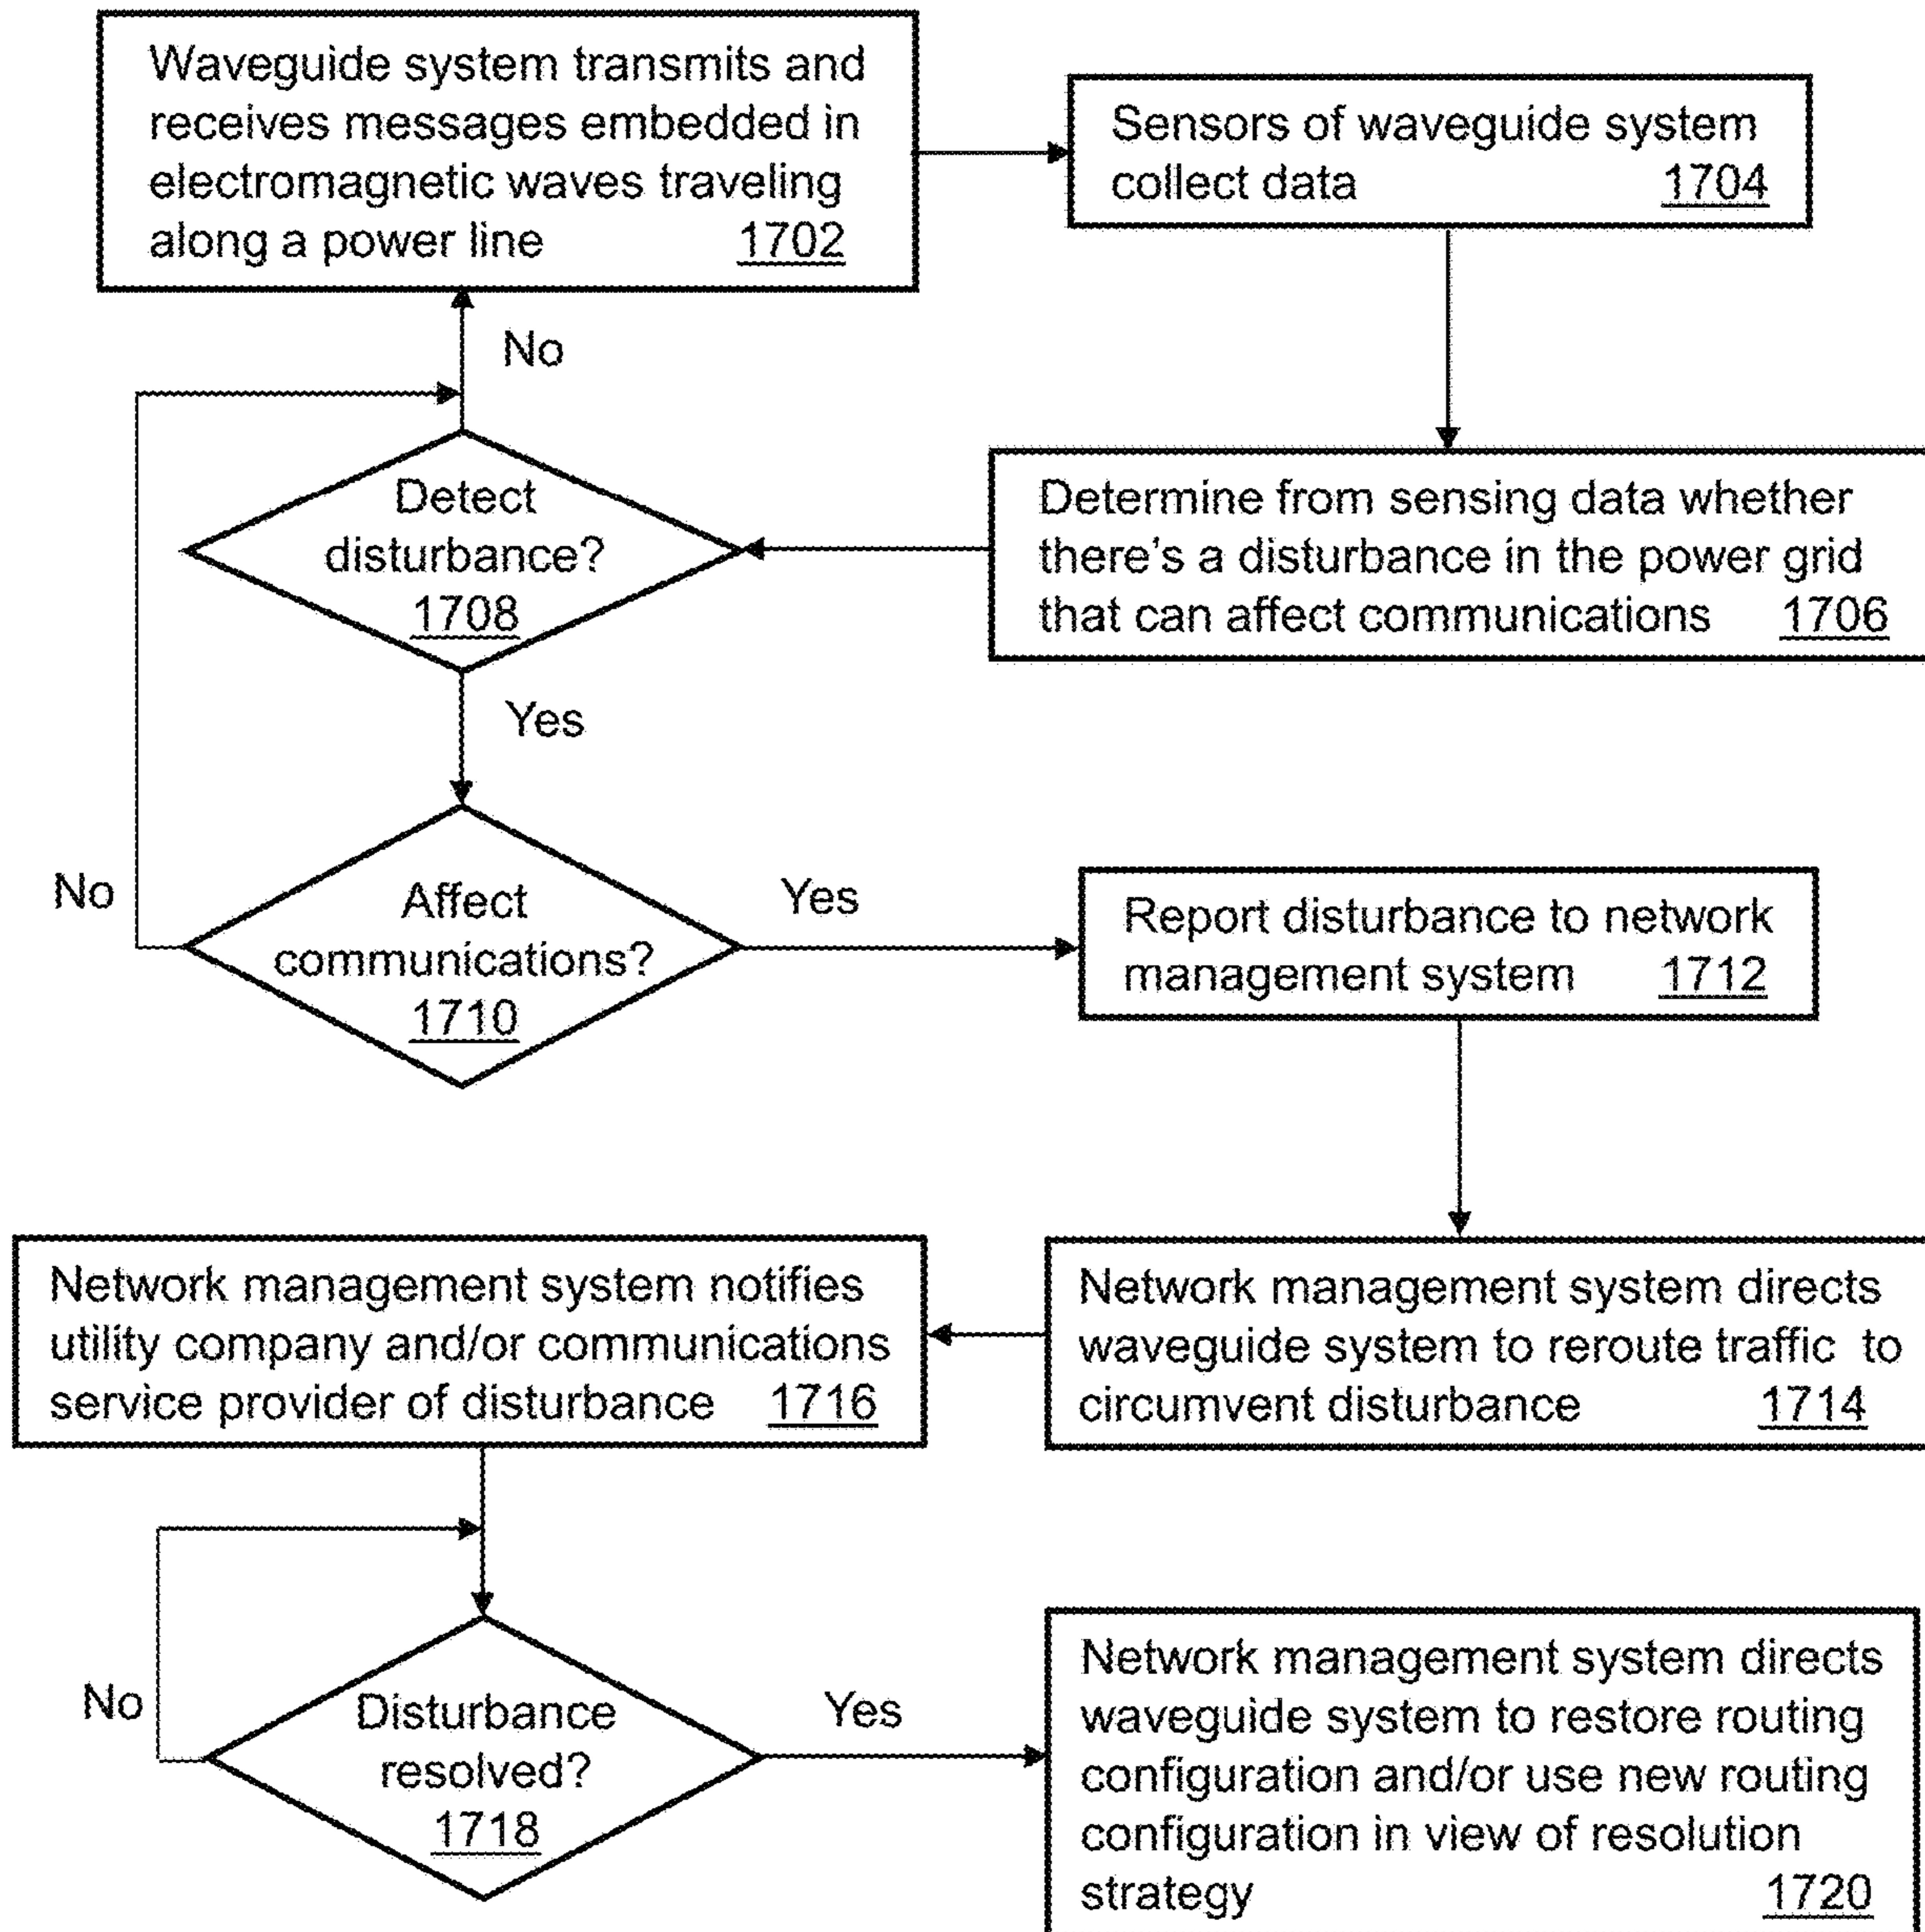 Waveguide system transmits and
receives messages embedded in
electromagnetic waves traveling
along a power line 1702
Sensors of waveguide system
collect data 1704
No
Detect
disturbance?
1708
Determine from sensing data whether
there's a disturbance in the power grid
that can affect communications 1706
Yes
No
Affect
communications?
1710
Yes
Report disturbance to network
management system 1712
Network management system notifies
utility company and/or communications
service provider of disturbance 1716
Network management system directs
waveguide system to reroute traffic to
circumvent disturbance 1714
No
Disturbance
resolved?
1718
Yes
Network management system directs
waveguide system to restore routing
configuration and/or use new routing
configuration in view of resolution
strategy 1720